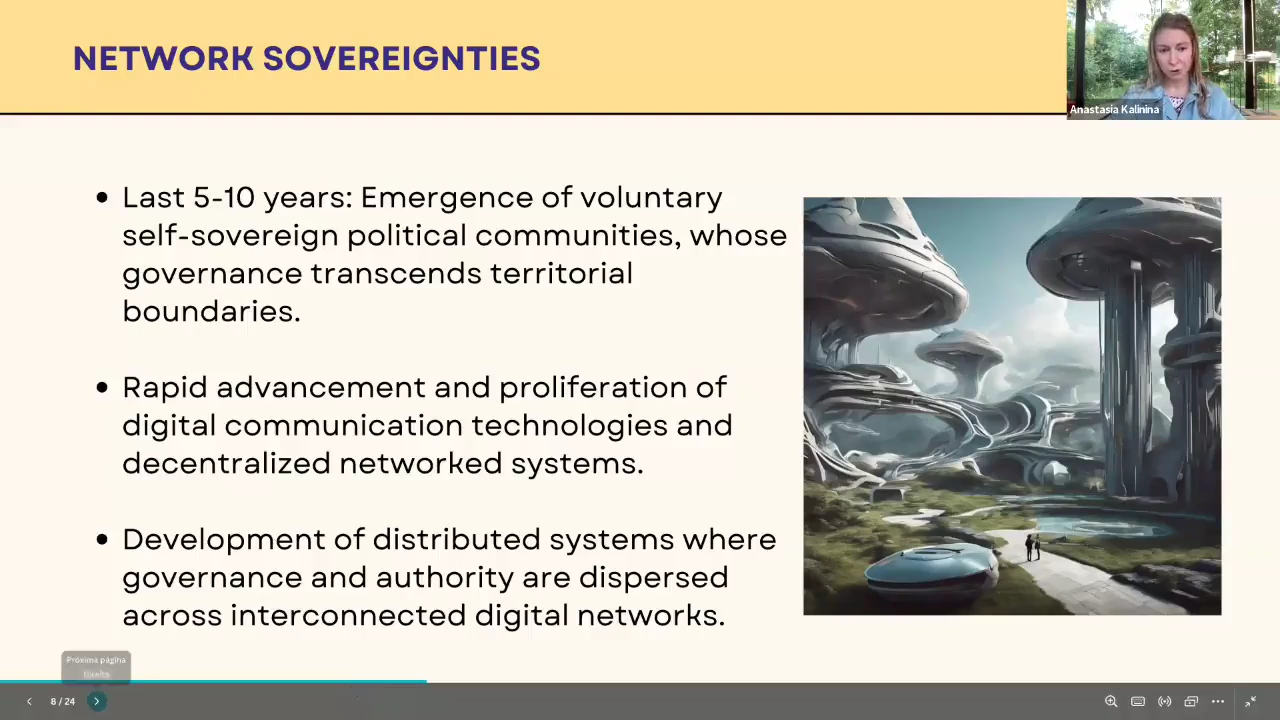 NETWORK SOVEREIGNTIES
Anastasia Kalinina
• Last 5-10 years: Emergence of voluntary
self-sovereign political communities, whose
governance transcends territorial
boundaries.
• Rapid advancement and proliferation of
digital communication technologies and
decentralized networked systems.
• Development of distributed systems where
governance and authority are dispersed
across interconnected digital networks.
Próxima página
8 / 24